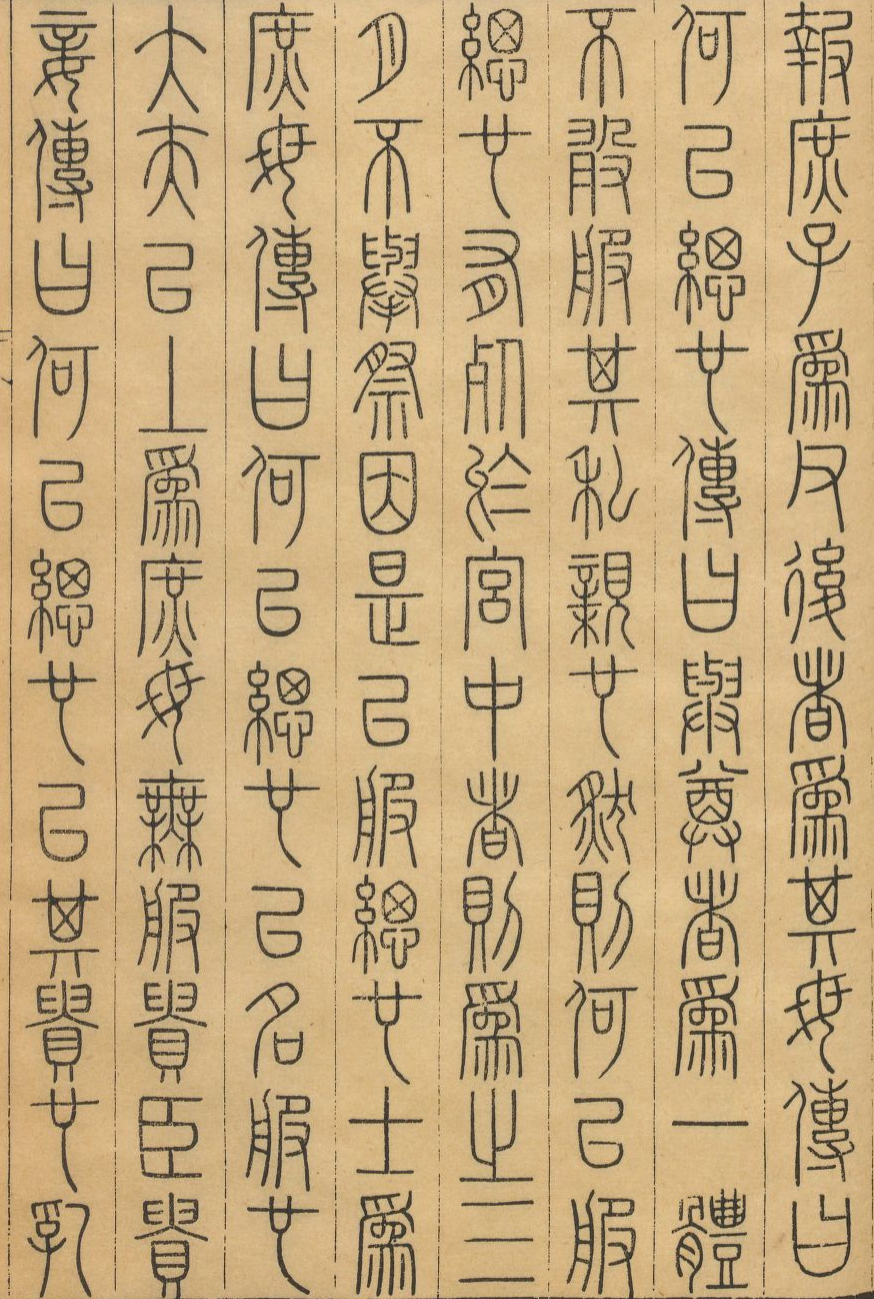 報庶子爲父後者爲其母傳曰
何以緦也傳曰與尊者爲一體
不敢服其私親也然則何以服
緦也有死於宮中者則爲之三
月不舉祭因是以服緦也士爲
庶母傳曰何以緦也以名服也
大夫以上爲庶母無服貴臣貴
妾傳曰何以緦也以其貴也乳